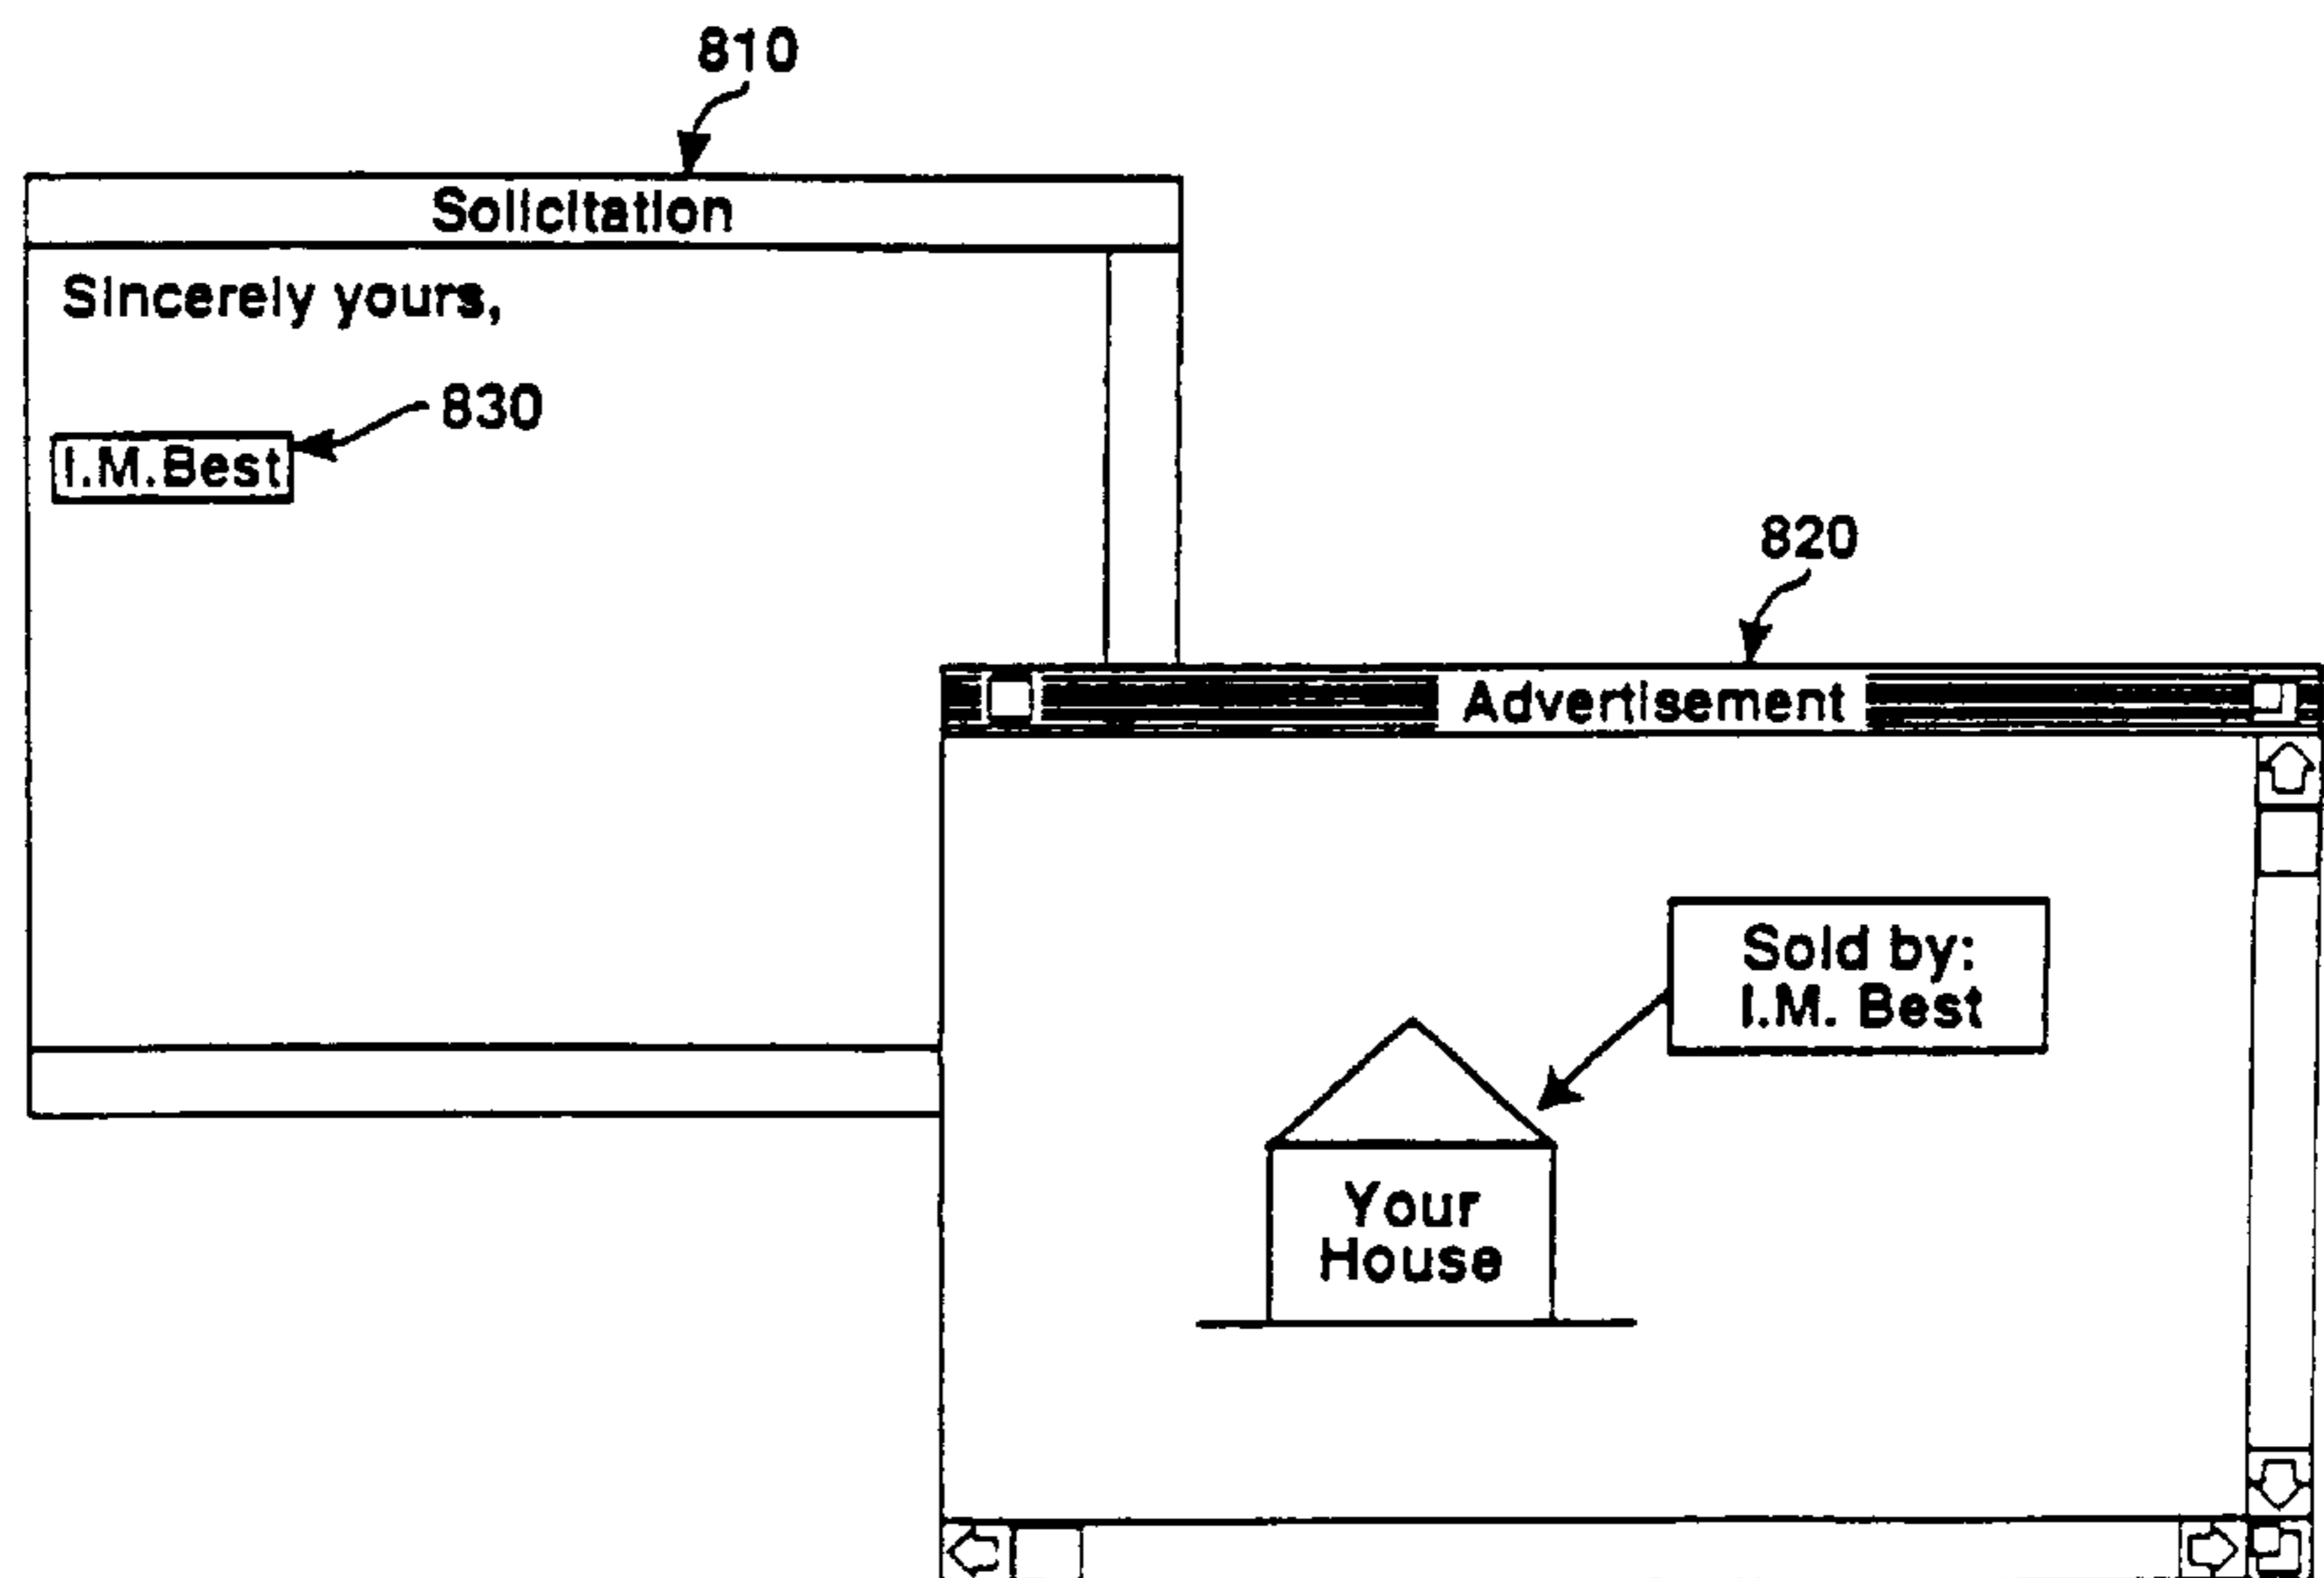 810
Solicitation
Sincerely yours,
830
I.M.Best
820
Advertisement
Sold by:
I.M. Best
Your
House